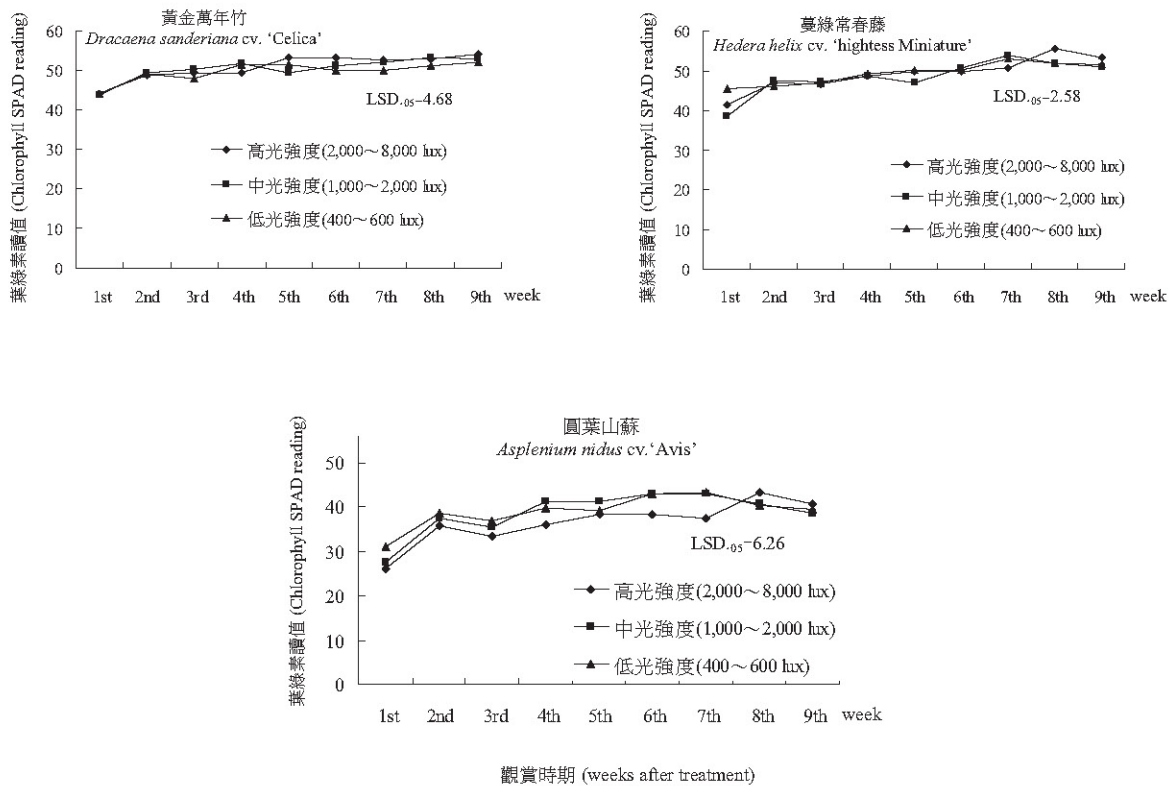 黃金萬年竹
Dracaena sanderiana cv. ‘Celica’
葉綠素讀值 (Chlorophyll SPAD reading)
60
50
40
30
20
10
0
LSD.05=4.68
高光強度(2,000～8,000 lux)
中光強度(1,000～2,000 lux)
低光強度(400～600 lux)
1st 2nd 3rd 4th 5th 6th 7th 8th 9th week
蔓綠常春藤
Hedera helix cv. ‘hightess Miniature’
葉綠素讀值 (Chlorophyll SPAD reading)
60
50
40
30
20
10
0
LSD.05=2.58
高光強度(2,000～8,000 lux)
中光強度(1,000～2,000 lux)
低光強度(400～600 lux)
1st 2nd 3rd 4th 5th 6th 7th 8th 9th week
圓葉山蘇
Asplenium nidus cv.‘Avis’
葉綠素讀值 (Chlorophyll SPAD reading)
50
40
30
20
10
0
LSD.05=6.26
高光強度(2,000～8,000 lux)
中光強度(1,000～2,000 lux)
低光強度(400～600 lux)
1st 2nd 3rd 4th 5th 6th 7th 8th 9th week
觀賞時期 (weeks after treatment)